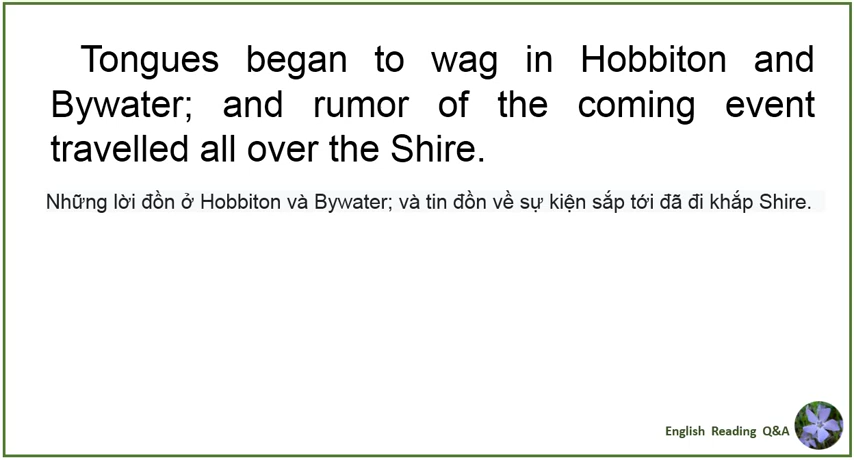 Tongues began to wag in Hobbiton and
Bywater; and rumor of the coming event
travelled all over the Shire.
Những lời đồn ở Hobbiton và Bywater; và tin đồn về sự kiện sắp tới đã đi khắp Shire.
English Reading Q&A